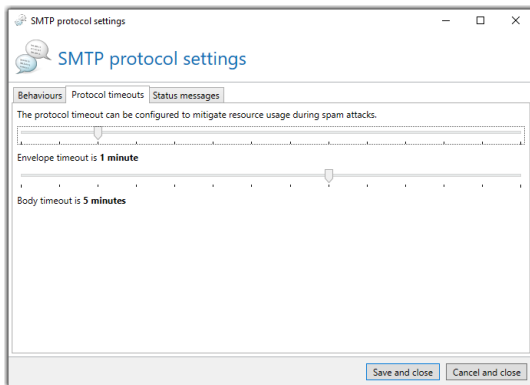 SMTP protocol settings
SMTP protocol settings
Behaviours Protocol timeouts Status messages
The protocol timeout can be configured to mitigate resource usage during spam attacks.
Envelope timeout is 1 minute
Body timeout is 5 minutes
Save and close Cancel and close